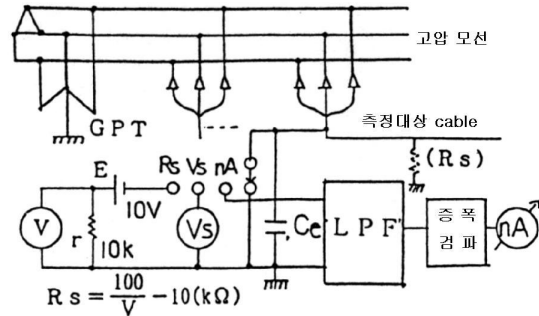 고압 모선
GPT
측정대상 cable
(Rs)
E
Rs Vs nA
10V
V
r
10k
Vs
Ce
LPF
증폭
검파
nA
Rs = 100/V - 10(kΩ)